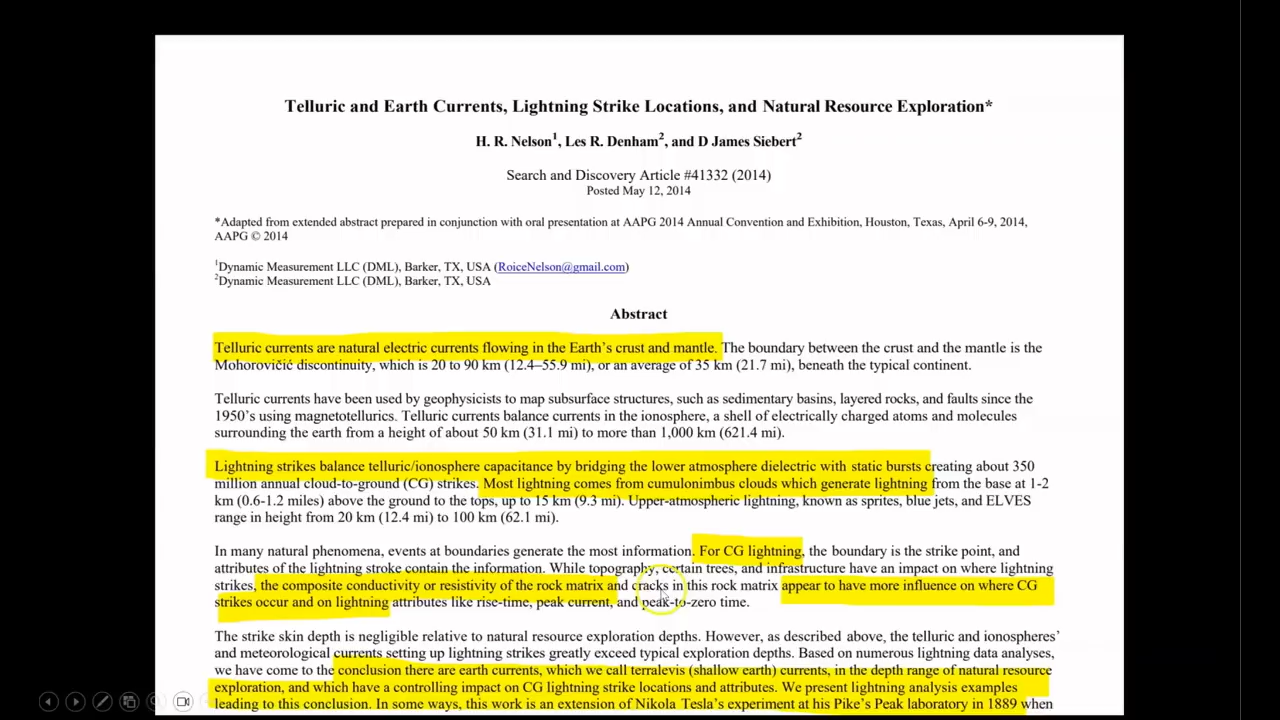 Telluric and Earth Currents, Lightning Strike Locations, and Natural Resource Exploration*
H. R. Nelson1, Les R. Denham2, and D James Siebert2
Search and Discovery Article #41332 (2014)
Posted May 12, 2014
*Adapted from extended abstract prepared in conjunction with oral presentation at AAPG 2014 Annual Convention and Exhibition, Houston, Texas, April 6-9, 2014,
AAPG © 2014
1Dynamic Measurement LLC (DML), Barker, TX, USA (RoiceNelson@gmail.com)
2Dynamic Measurement LLC (DML), Barker, TX, USA
Abstract
Telluric currents are natural electric currents flowing in the Earth's crust and mantle. The boundary between the crust and the mantle is the
Mohorovičić discontinuity, which is 20 to 90 km (12.4–55.9 mi), or an average of 35 km (21.7 mi), beneath the typical continent.
Telluric currents have been used by geophysicists to map subsurface structures, such as sedimentary basins, layered rocks, and faults since the
1950's using magnetotellurics. Telluric currents balance currents in the ionosphere, a shell of electrically charged atoms and molecules
surrounding the earth from a height of about 50 km (31.1 mi) to more than 1,000 km (621.4 mi).
Lightning strikes balance telluric/ionosphere capacitance by bridging the lower atmosphere dielectric with static bursts creating about 350
million annual cloud-to-ground (CG) strikes. Most lightning comes from cumulonimbus clouds which generate lightning from the base at 1-2
km (0.6-1.2 miles) above the ground to the tops, up to 15 km (9.3 mi). Upper-atmospheric lightning, known as sprites, blue jets, and ELVES
range in height from 20 km (12.4 mi) to 100 km (62.1 mi).
In many natural phenomena, events at boundaries generate the most information. For CG lightning, the boundary is the strike point, and
attributes of the lightning stroke contain the information. While topography, certain trees, and infrastructure have an impact on where lightning
strikes, the composite conductivity or resistivity of the rock matrix and cracks in this rock matrix appear to have more influence on where CG
strikes occur and on lightning attributes like rise-time, peak current, and peak-to-zero time.
The strike skin depth is negligible relative to natural resource exploration depths. However, as described above, the telluric and ionospheres'
and meteorological currents setting up lightning strikes greatly exceed typical exploration depths. Based on numerous lightning data analyses,
we have come to the conclusion there are earth currents, which we call terralevis (shallow earth) currents, in the depth range of natural resource
exploration, and which have a controlling impact on CG lightning strike locations and attributes. We present lightning analysis examples
leading to this conclusion. In some ways, this work is an extension of Nikola Tesla's experiment at his Pike's Peak laboratory in 1889 when